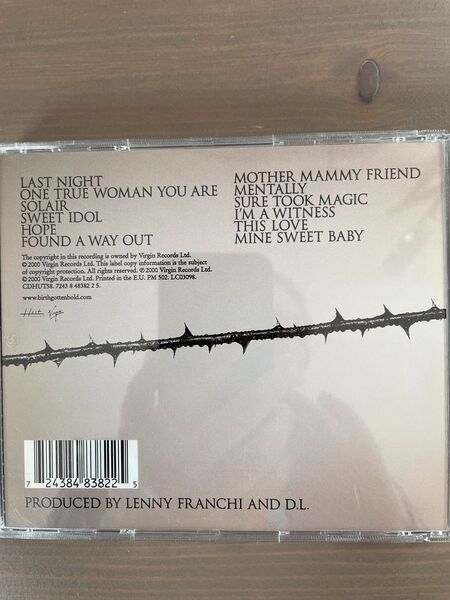 LAST NIGHT
ONE TRUE WOMAN YOU ARE
SOLAIR
SWEET IDOL
HOPE
FOUND A WAY OUT
MOTHER MAMMY FRIEND
MENTALLY
SURE TOOK MAGIC
I'M A WITNESS
THIS LOVE
MINE SWEET BABY
The copyright in this recording is owned by Virgin Records Ltd.
© 2000 Virgin Records Ltd. This label copy information is the subject
of copyright protection. All rights reserved. ℗ 2000 Virgin Records Ltd.
© 2000 Virgin Records Ltd. Printed in the E.U. PM 502. LC03098.
CDHUT58. 7243 8 48382 2 5.
www.birthgottenbold.com
Hut Virgin
7 24384 83822 5
PRODUCED BY LENNY FRANCHI AND D.L.